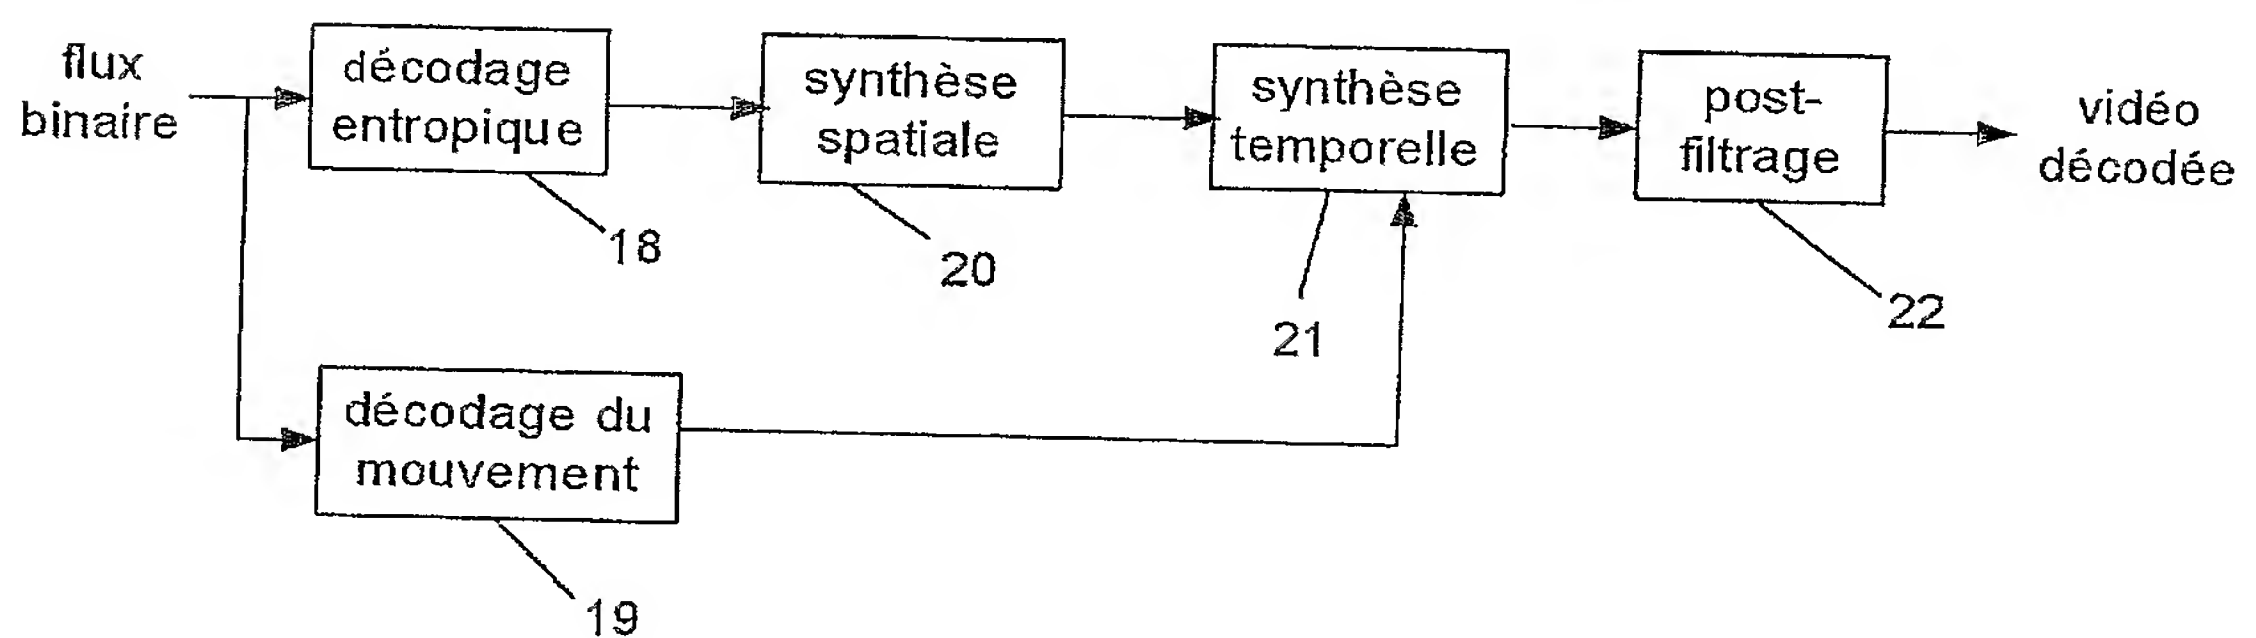 flux
binaire
décodage
entropique
synthèse
spatiale
synthèse
temporelle
post-
filtrage
vidéo
décodée
18
20
21
22
décodage du
mouvement
19